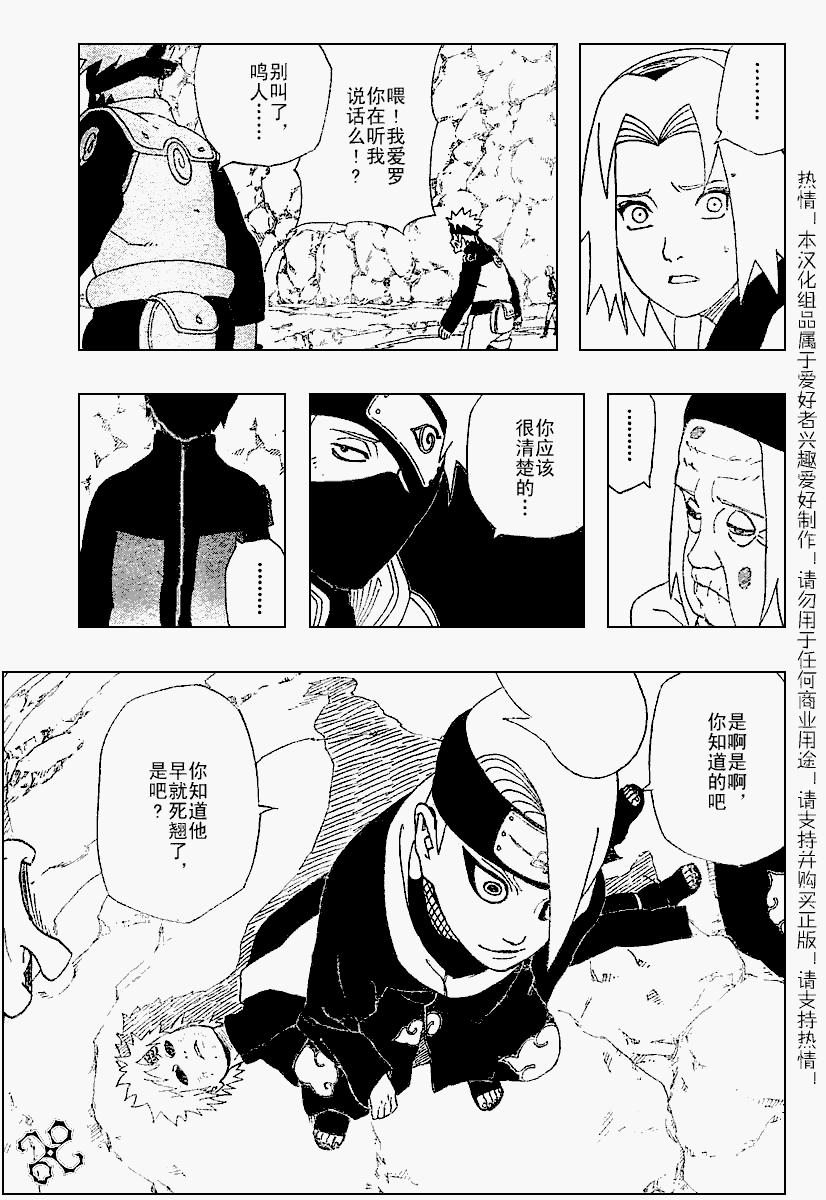 ………
喂！我爱罗
你在听我
说话么！？
别叫了，
鸣人……
………
你应该
很清楚的…
………
是啊是啊，
你知道的吧
你知道他
早就死翘了，
是吧？
热情！本汉化组品属于爱好者兴趣爱好制作！请勿用于任何商业用途！请支持并购买正版！请支持热情！